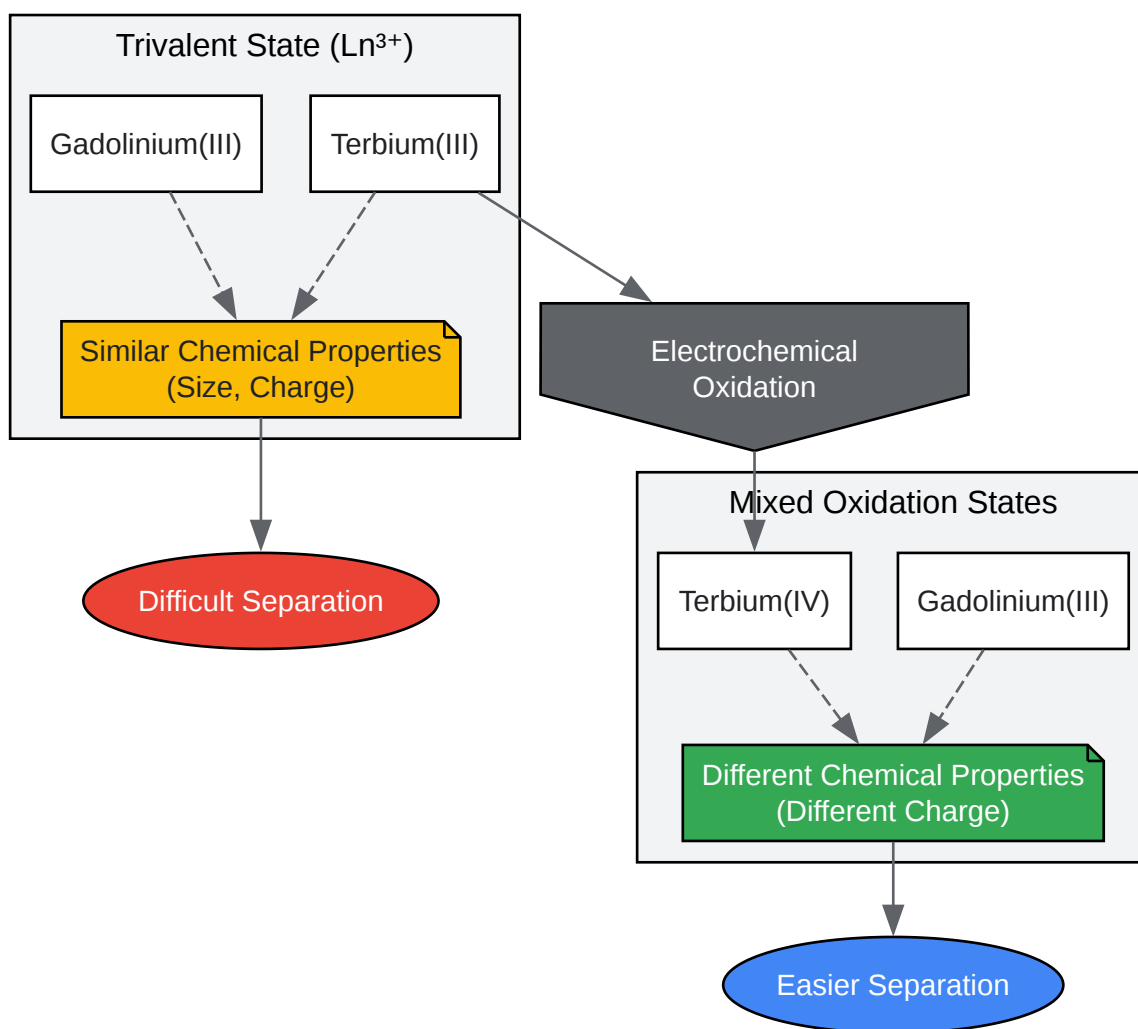 Trivalent State (Ln³⁺)
Gadolinium(III)
Terbium(III)
Similar Chemical Properties
(Size, Charge)
Electrochemical
Oxidation
Difficult Separation
Mixed Oxidation States
Terbium(IV)
Gadolinium(III)
Different Chemical Properties
(Different Charge)
Easier Separation